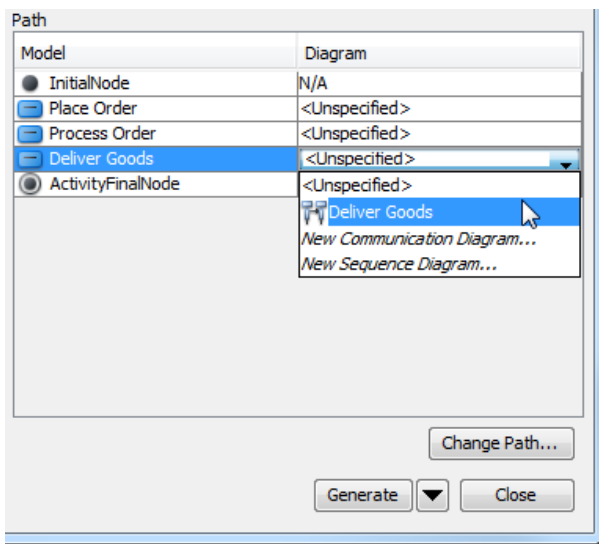 Path
Model Diagram
InitialNode N/A
Place Order <Unspecified>
Process Order <Unspecified>
Deliver Goods <Unspecified>
ActivityFinalNode <Unspecified>
Deliver Goods
New Communication Diagram...
New Sequence Diagram...
Change Path...
Generate Close